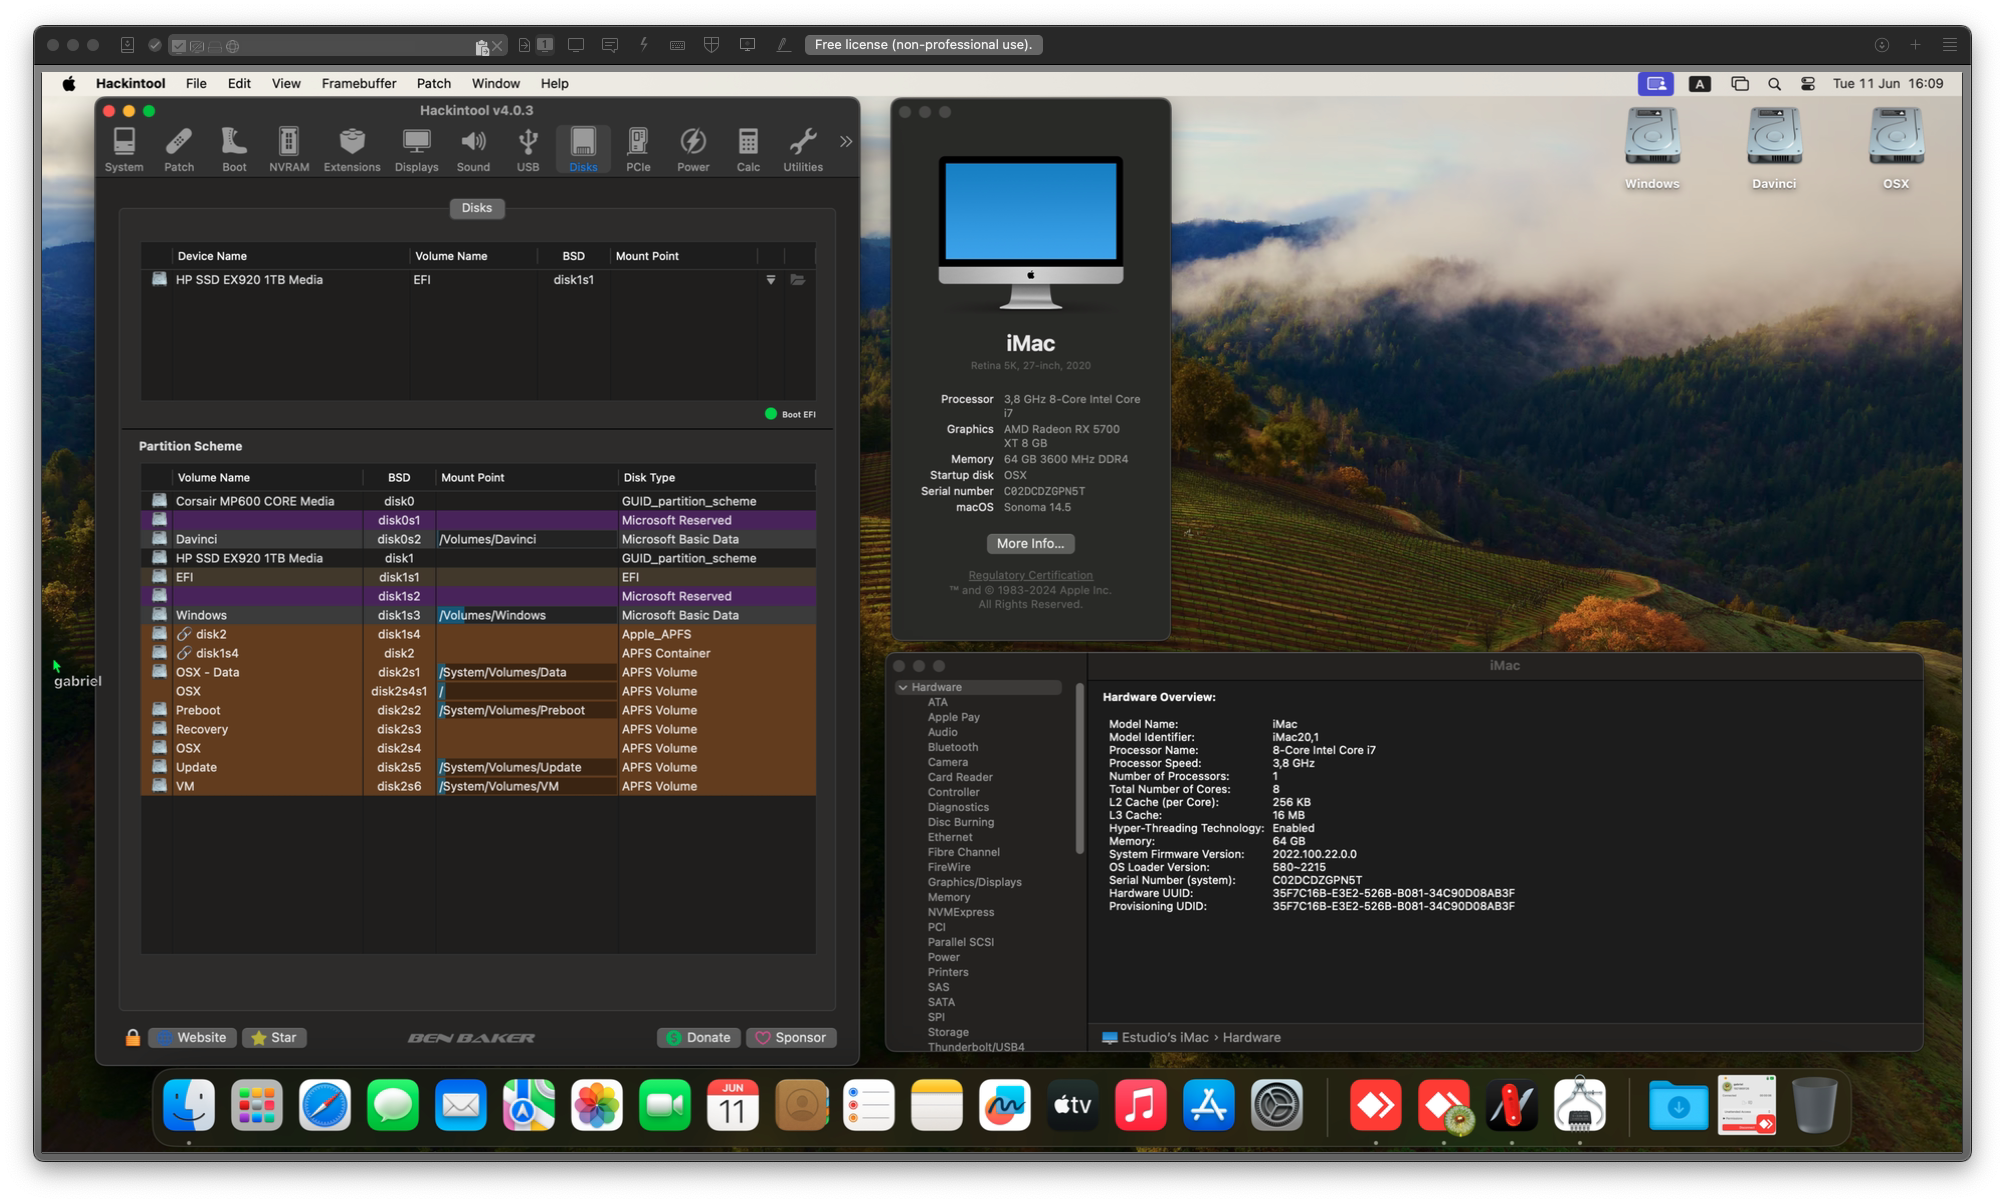 1
Free license (non-professional use).
Hackintool File Edit View Framebuffer Patch Window Help
A
Tue 11 Jun 16:09
Hackintool v4.0.3
System Patch Boot NVRAM Extensions Displays Sound USB Disks PCIe Power Calc Utilities
Disks
Device Name Volume Name BSD Mount Point
HP SSD EX920 1TB Media EFI disk1s1
Boot EFI
Partition Scheme
Volume Name BSD Mount Point Disk Type
Corsair MP600 CORE Media disk0 GUID_partition_scheme
disk0s1 Microsoft Reserved
Davinci disk0s2 /Volumes/Davinci Microsoft Basic Data
HP SSD EX920 1TB Media disk1 GUID_partition_scheme
EFI disk1s1 EFI
disk1s2 Microsoft Reserved
Windows disk1s3 /Volumes/Windows Microsoft Basic Data
disk2 disk1s4 Apple_APFS
disk1s4 disk2 APFS Container
OSX - Data disk2s1 /System/Volumes/Data APFS Volume
OSX disk2s4s1 / APFS Volume
Preboot disk2s2 /System/Volumes/Preboot APFS Volume
Recovery disk2s3 APFS Volume
OSX disk2s4 APFS Volume
Update disk2s5 /System/Volumes/Update APFS Volume
VM disk2s6 /System/Volumes/VM APFS Volume
Website Star BEN BAKER Donate Sponsor
gabriel
iMac
Retina 5K, 27-inch, 2020
Processor 3,8 GHz 8-Core Intel Core
i7
Graphics AMD Radeon RX 5700
XT 8 GB
Memory 64 GB 3600 MHz DDR4
Startup disk OSX
Serial number C02DCDZGPN5T
macOS Sonoma 14.5
More Info...
Regulatory Certification
™ and © 1983-2024 Apple Inc.
All Rights Reserved.
Windows Davinci OSX
iMac
Hardware
ATA
Apple Pay
Audio
Bluetooth
Camera
Card Reader
Controller
Diagnostics
Disc Burning
Ethernet
Fibre Channel
FireWire
Graphics/Displays
Memory
NVMExpress
PCI
Parallel SCSI
Power
Printers
SAS
SATA
SPI
Storage
Thunderbolt/USB4
Hardware Overview:
Model Name: iMac
Model Identifier: iMac20,1
Processor Name: 8-Core Intel Core i7
Processor Speed: 3,8 GHz
Number of Processors: 1
Total Number of Cores: 8
L2 Cache (per Core): 256 KB
L3 Cache: 16 MB
Hyper-Threading Technology: Enabled
Memory: 64 GB
System Firmware Version: 2022.100.22.0.0
OS Loader Version: 580~2215
Serial Number (system): C02DCDZGPN5T
Hardware UUID: 35F7C16B-E3E2-526B-B081-34C90D08AB3F
Provisioning UDID: 35F7C16B-E3E2-526B-B081-34C90D08AB3F
Estudio's iMac › Hardware
JUN
11
tv